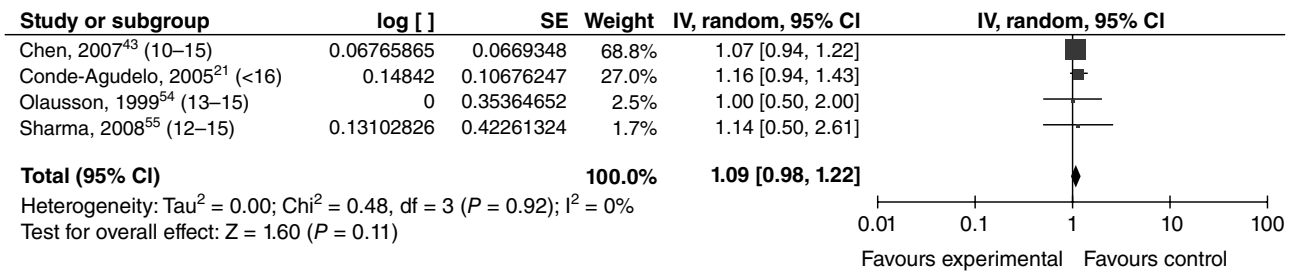 Study or subgroup log [ ] SE Weight IV, random, 95% CI IV, random, 95% CI
Chen, 2007⁴³ (10–15) 0.06765865 0.0669348 68.8% 1.07 [0.94, 1.22]
Conde-Agudelo, 2005²¹ (<16) 0.14842 0.10676247 27.0% 1.16 [0.94, 1.43]
Olausson, 1999⁵⁴ (13–15) 0 0.35364652 2.5% 1.00 [0.50, 2.00]
Sharma, 2008⁵⁵ (12–15) 0.13102826 0.42261324 1.7% 1.14 [0.50, 2.61]
Total (95% CI) 100.0% 1.09 [0.98, 1.22]
Heterogeneity: Tau² = 0.00; Chi² = 0.48, df = 3 (P = 0.92); I² = 0%
Test for overall effect: Z = 1.60 (P = 0.11)
0.01 0.1 1 10 100
Favours experimental Favours control